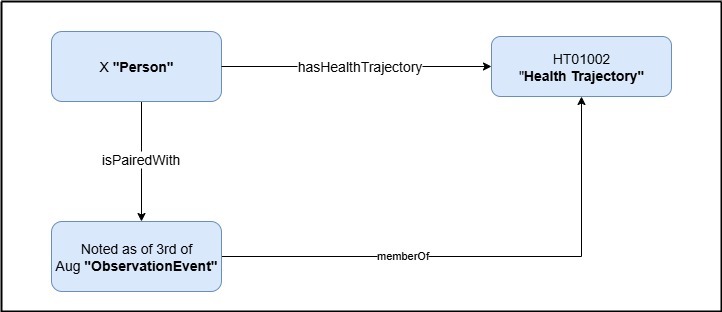 X "Person"
hasHealthTrajectory
HT01002
"Health Trajectory"
isPairedWith
Noted as of 3rd of
Aug "ObservationEvent"
memberOf